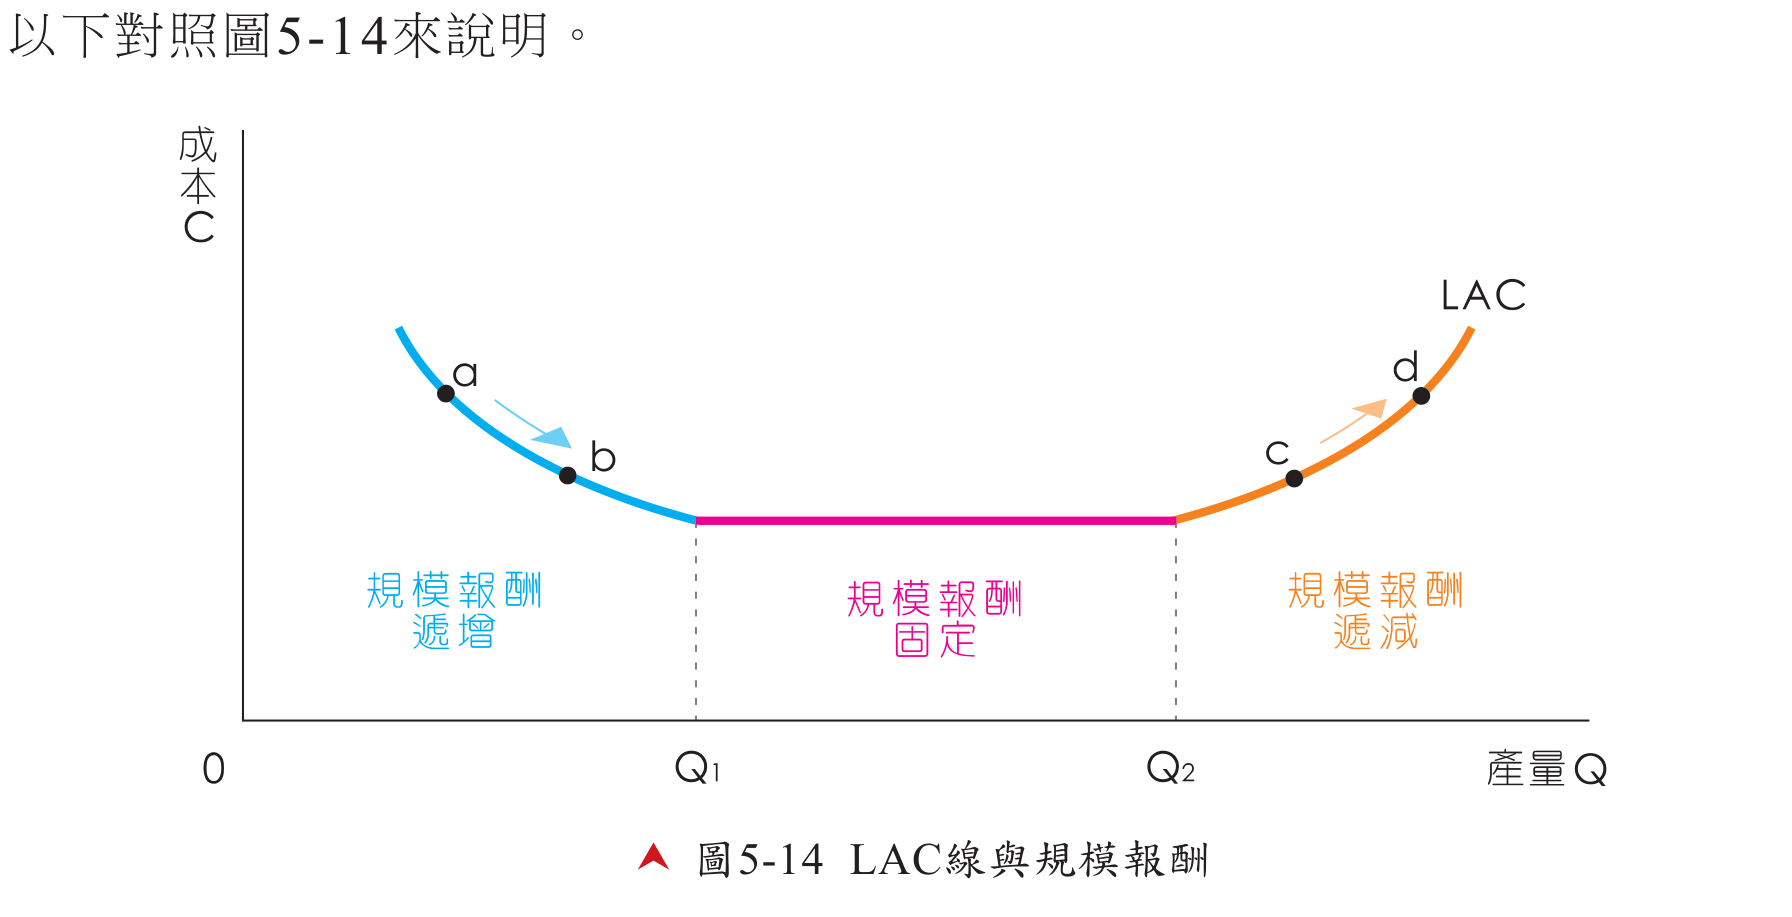 以下對照圖5-14來說明。
成本C
LAC
a
d
b
c
規模報酬遞增
規模報酬固定
規模報酬遞減
0
Q1
Q2
產量Q
圖5-14 LAC線與規模報酬